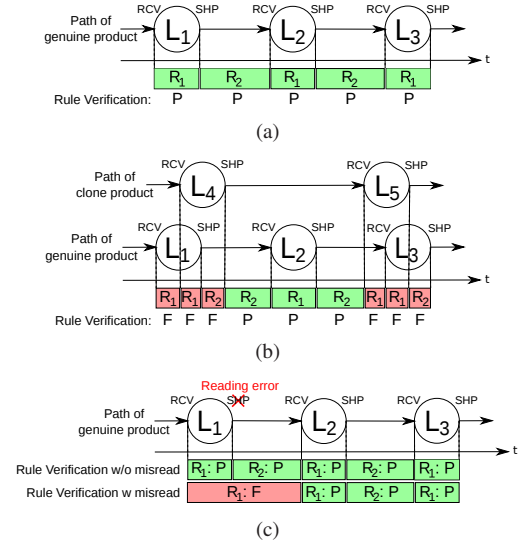 RCV SHP RCV SHP RCV SHP
Path of
genuine product
L1 L2 L3
t
R1 R2 R1 R2 R1
Rule Verification: P P P P P
(a)
RCV SHP RCV SHP
Path of
clone product
L4 L5
RCV SHP RCV SHP RCV SHP
Path of
genuine product
L1 L2 L3
t
R1 R1 R2 R2 R1 R2 R1 R1 R2
Rule Verification: F F F P P P F F F
(b)
Reading error
RCV SHP RCV SHP RCV SHP
Path of
genuine product
L1 L2 L3
t
Rule Verification w/o misread R1: P R2: P R1: P R2: P R1: P
Rule Verification w misread R1: F R1: P R2: P R1: P
(c)